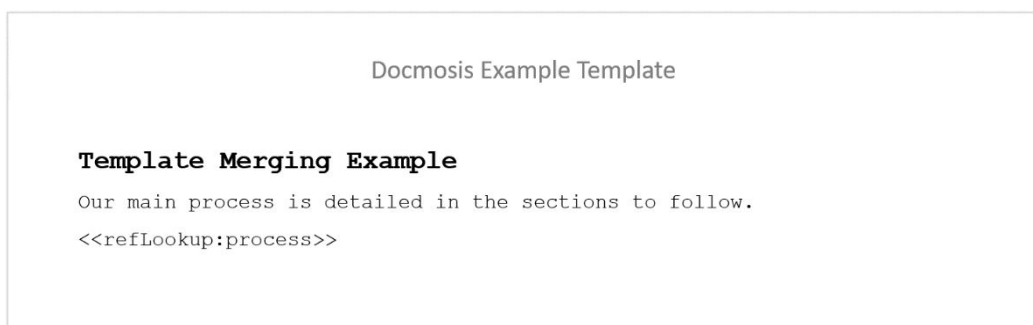 Docmosis Example Template
Template Merging Example
Our main process is detailed in the sections to follow.
<<refLookup:process>>